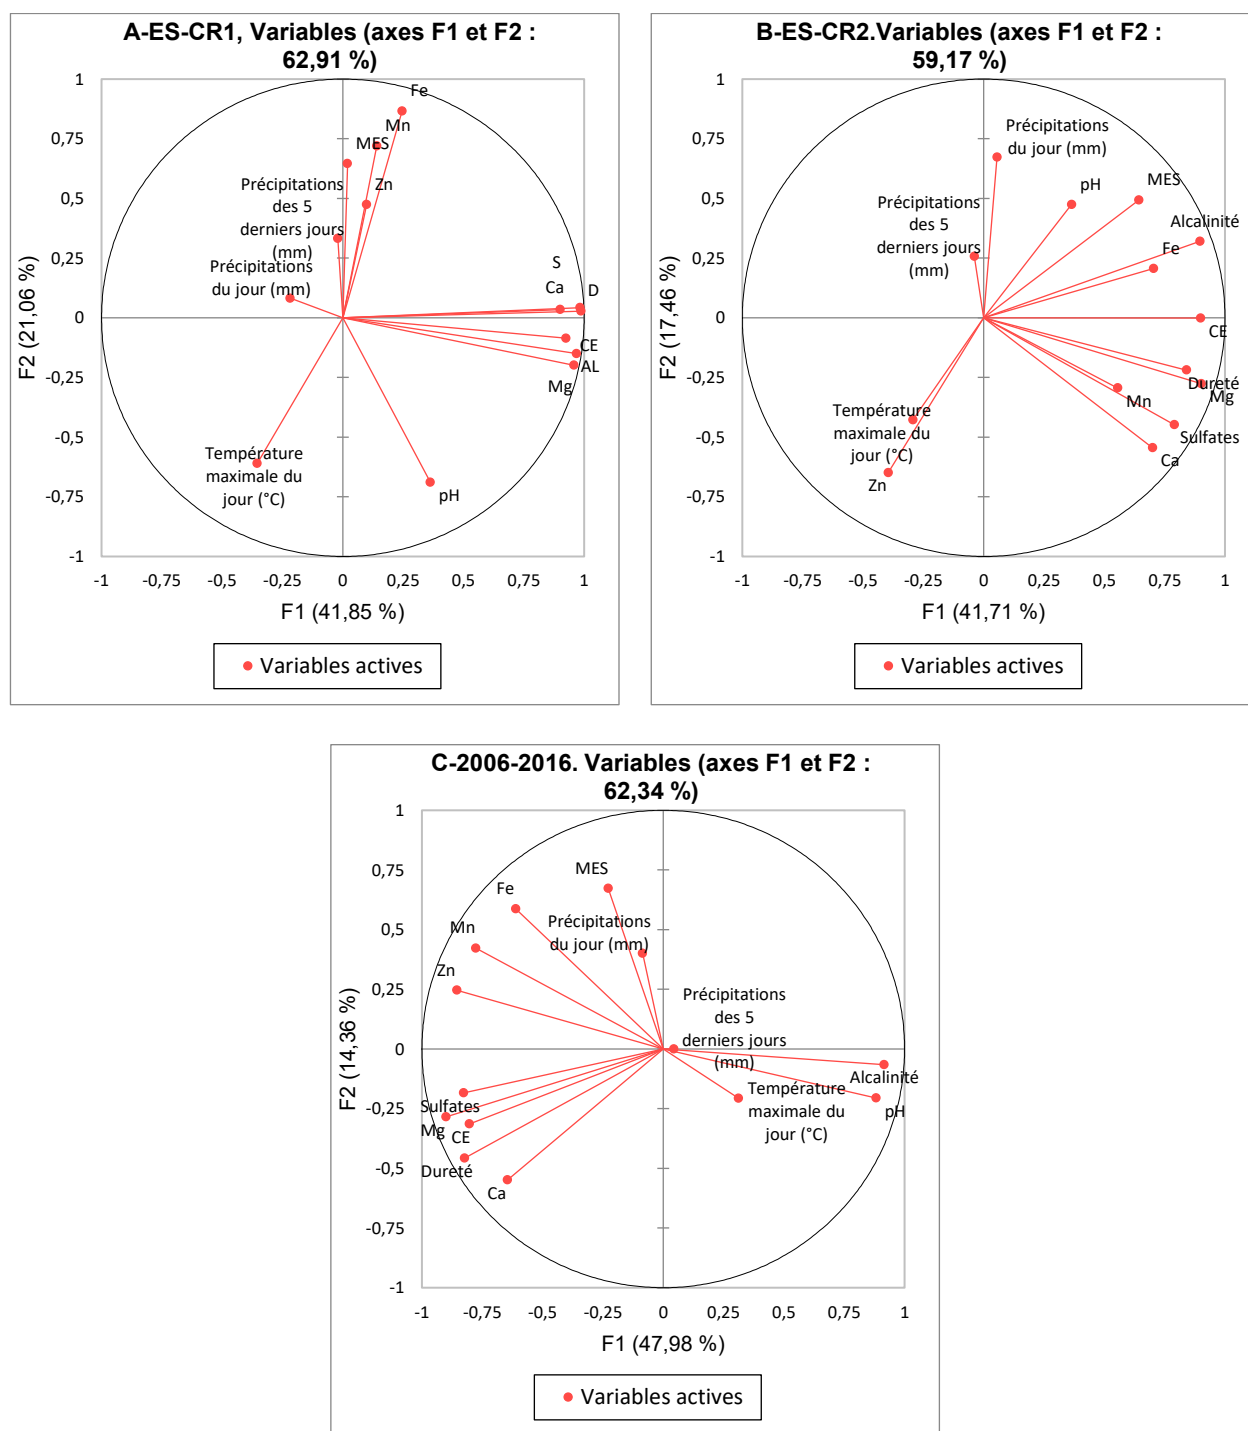 A-ES-CR1, Variables (axes F1 et F2 :
62,91 %)
Fe
Mn
MES
Zn
Précipitations
des 5
derniers jours
(mm)
Précipitations
du jour (mm)
S
Ca
D
CE
AL
Mg
Température
maximale du
jour (°C)
pH
1
0,75
0,5
0,25
0
-0,25
-0,5
-0,75
-1
-1
-0,75
-0,5
-0,25
0
0,25
0,5
0,75
1
F2 (21,06 %)
F1 (41,85 %)
Variables actives
B-ES-CR2.Variables (axes F1 et F2 :
59,17 %)
Précipitations
du jour (mm)
pH
MES
Précipitations
des 5
derniers jours
(mm)
Alcalinité
Fe
CE
Dureté
Mg
Mn
Sulfates
Ca
Température
maximale du
jour (°C)
Zn
1
0,75
0,5
0,25
0
-0,25
-0,5
-0,75
-1
-1
-0,75
-0,5
-0,25
0
0,25
0,5
0,75
1
F2 (17,46 %)
F1 (41,71 %)
Variables actives
C-2006-2016. Variables (axes F1 et F2 :
62,34 %)
MES
Fe
Précipitations
du jour (mm)
Mn
Zn
Précipitations
des 5
derniers jours
(mm)
Alcalinité
Température
maximale du
jour (°C)
pH
Sulfates
Mg
CE
Dureté
Ca
1
0,75
0,5
0,25
0
-0,25
-0,5
-0,75
-1
-1
-0,75
-0,5
-0,25
0
0,25
0,5
0,75
1
F2 (14,36 %)
F1 (47,98 %)
Variables actives